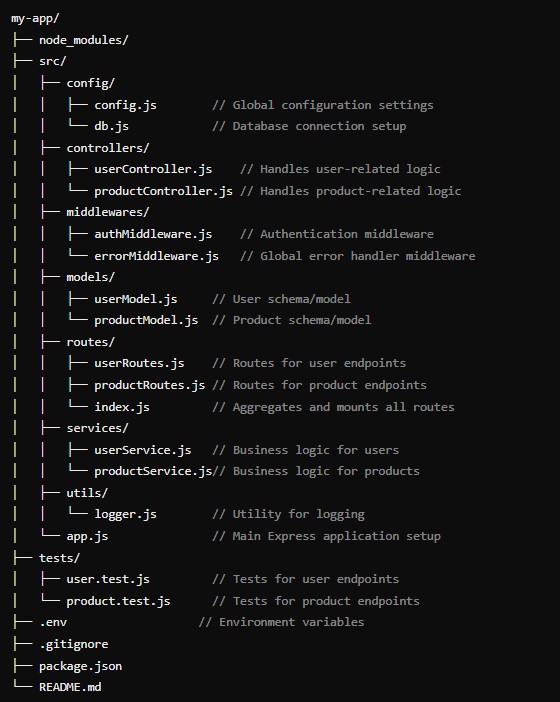 my-app/
├── node_modules/
├── src/
│   ├── config/
│   │   ├── config.js        // Global configuration settings
│   │   └── db.js            // Database connection setup
│   ├── controllers/
│   │   ├── userController.js    // Handles user-related logic
│   │   └── productController.js // Handles product-related logic
│   ├── middlewares/
│   │   ├── authMiddleware.js    // Authentication middleware
│   │   └── errorMiddleware.js   // Global error handler middleware
│   ├── models/
│   │   ├── userModel.js     // User schema/model
│   │   └── productModel.js  // Product schema/model
│   ├── routes/
│   │   ├── userRoutes.js    // Routes for user endpoints
│   │   ├── productRoutes.js // Routes for product endpoints
│   │   └── index.js         // Aggregates and mounts all routes
│   ├── services/
│   │   ├── userService.js   // Business logic for users
│   │   └── productService.js// Business logic for products
│   ├── utils/
│   │   └── logger.js        // Utility for logging
│   └── app.js               // Main Express application setup
├── tests/
│   ├── user.test.js         // Tests for user endpoints
│   └── product.test.js      // Tests for product endpoints
├── .env                   // Environment variables
├── .gitignore
├── package.json
└── README.md